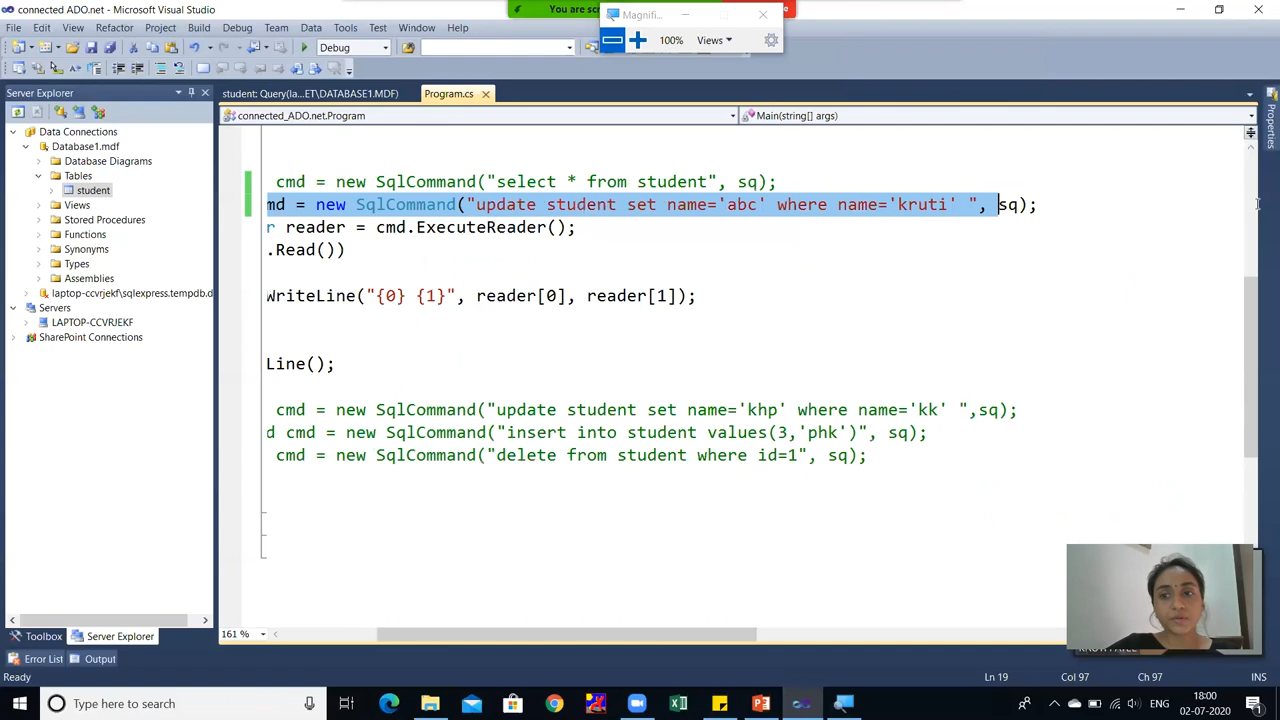 connected ADO.net - Microsoft Visual Studio
You are scr
Magnifi...
File Edit View Refactor Project Build Debug Team Data Tools Test Window Help
100% Views
Debug
Server Explorer
student: Query(la...ET\DATABASE1.MDF)
Program.cs
connected_ADO.net.Program
Main(string[] args)
Properties
Data Connections
Database1.mdf
Database Diagrams
Tables
student
Views
Stored Procedures
Functions
Synonyms
Types
Assemblies
laptop-ccvrjekf\sqlexpress.tempdb.d
Servers
LAPTOP-CCVRJEKF
SharePoint Connections
cmd = new SqlCommand("select * from student", sq);
md = new SqlCommand("update student set name='abc' where name='kruti' ", sq);
r reader = cmd.ExecuteReader();
.Read())
WriteLine("{0} {1}", reader[0], reader[1]);
Line();
cmd = new SqlCommand("update student set name='khp' where name='kk' ",sq);
d cmd = new SqlCommand("insert into student values(3,'phk')", sq);
cmd = new SqlCommand("delete from student where id=1", sq);
161 %
Toolbox Server Explorer
Error List Output
Ready
Ln 19 Col 97 Ch 97 INS
Type here to search
ENG
18:00
02-07-2020